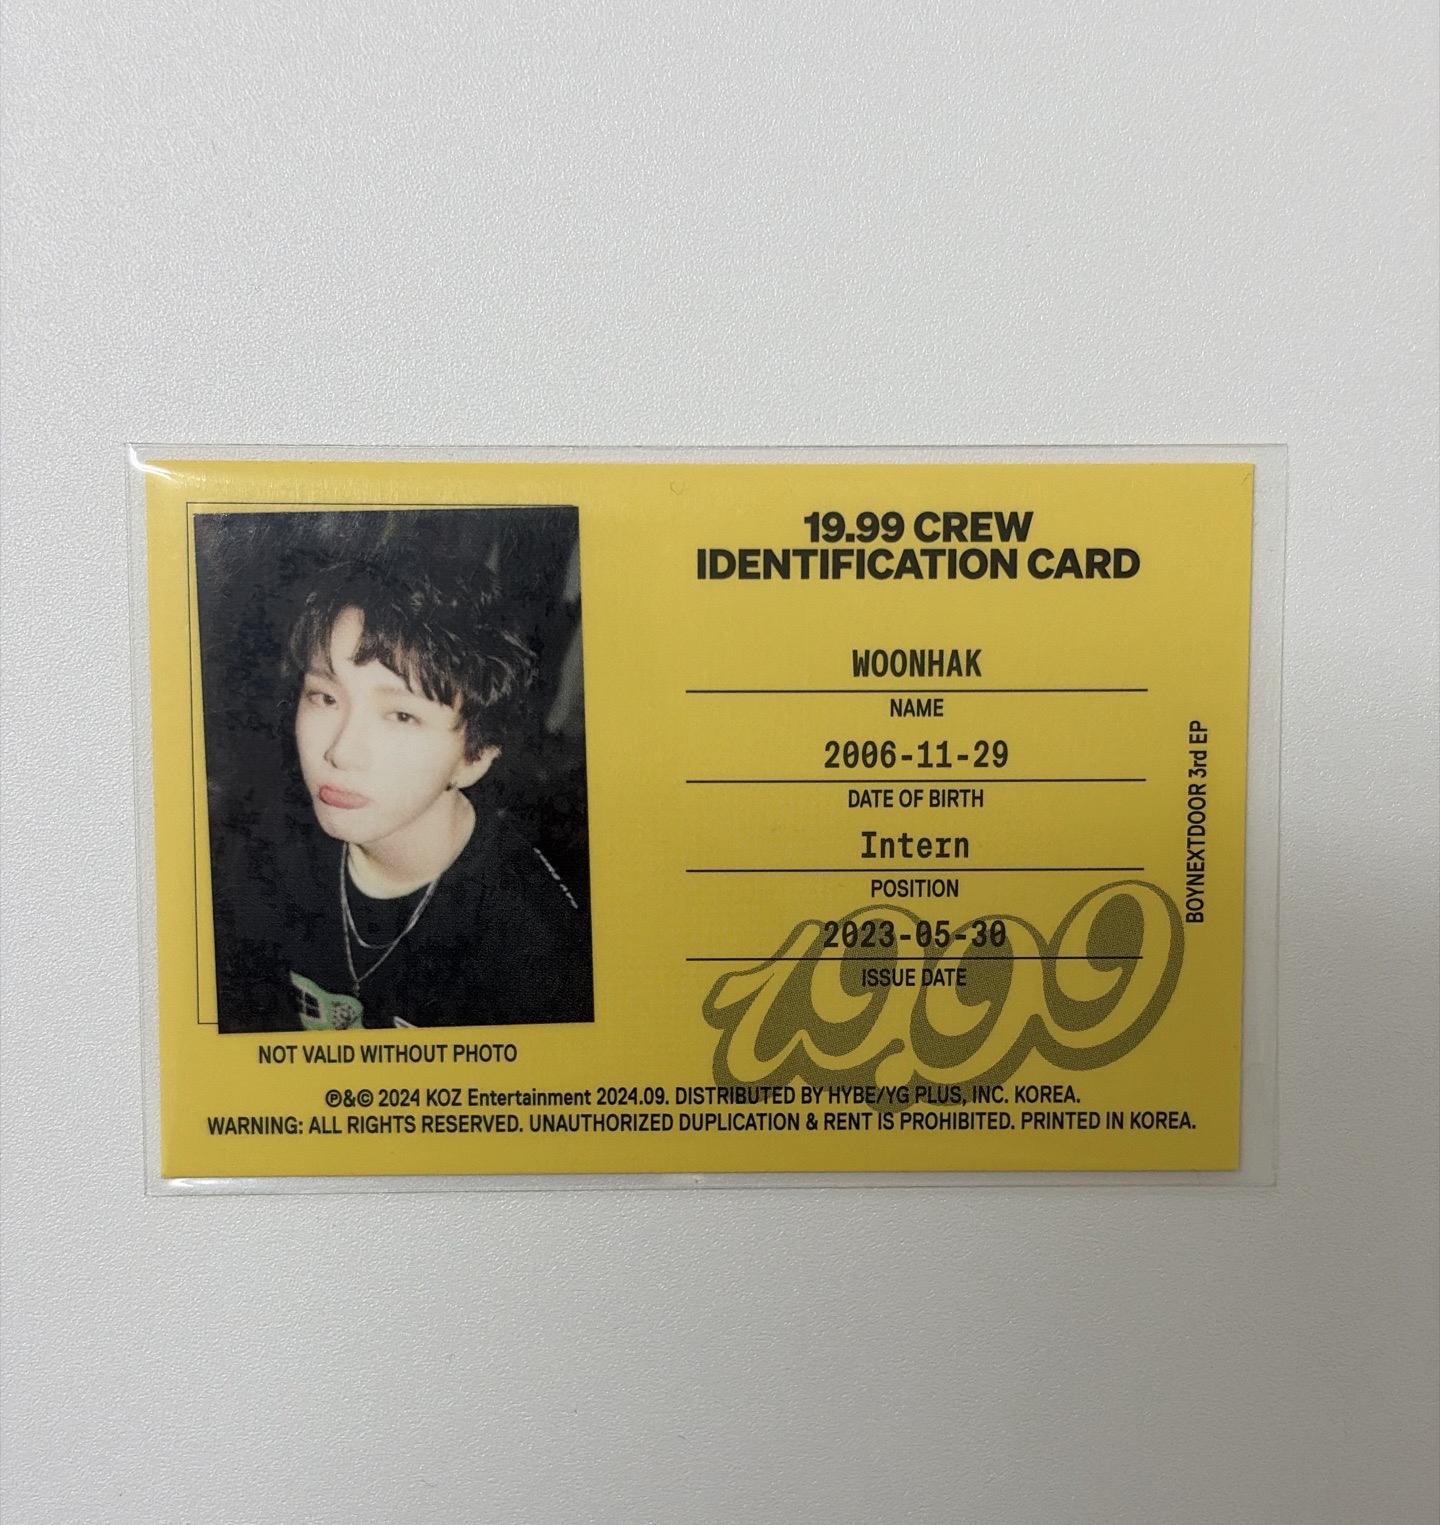 19.99 CREW
IDENTIFICATION CARD
WOONHAK
NAME
2006-11-29
DATE OF BIRTH
Intern
POSITION
2023-05-30
ISSUE DATE
19.99
BOYNEXTDOOR 3rd EP
NOT VALID WITHOUT PHOTO
℗&© 2024 KOZ Entertainment 2024.09. DISTRIBUTED BY HYBE/YG PLUS, INC. KOREA.
WARNING: ALL RIGHTS RESERVED. UNAUTHORIZED DUPLICATION & RENT IS PROHIBITED. PRINTED IN KOREA.